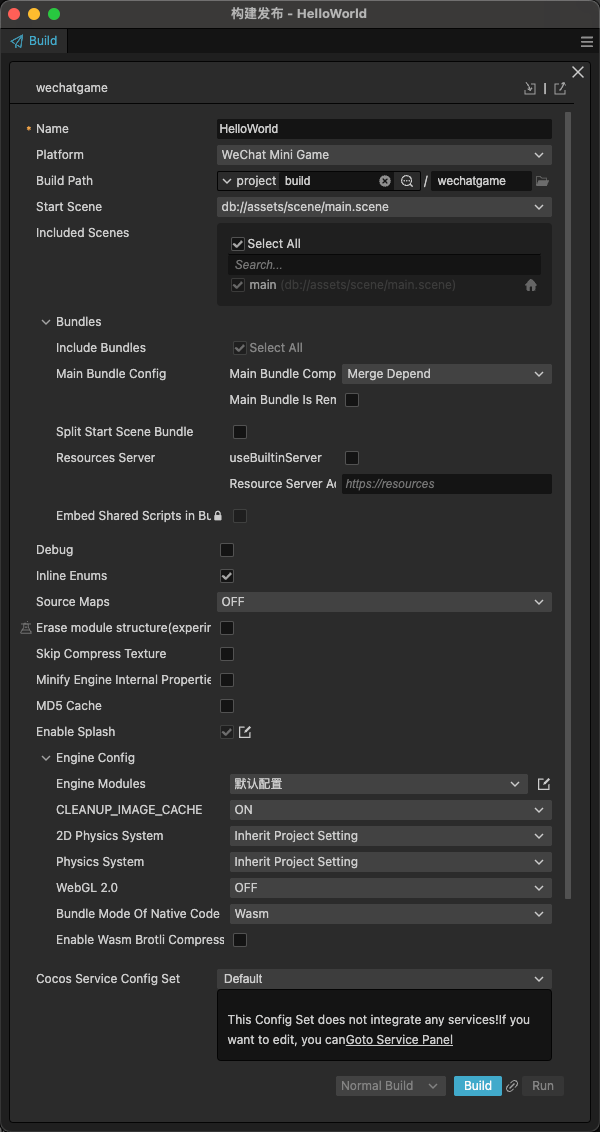 构建发布 - HelloWorld
Build
wechatgame
Name HelloWorld
Platform WeChat Mini Game
Build Path project build / wechatgame
Start Scene db://assets/scene/main.scene
Included Scenes
Select All
Search...
main (db://assets/scene/main.scene)
Bundles
Include Bundles Select All
Main Bundle Config Main Bundle Comp Merge Depend
Main Bundle Is Ren
Split Start Scene Bundle
Resources Server useBuiltinServer
Resource Server Ad https://resources
Embed Shared Scripts in Bu
Debug
Inline Enums
Source Maps OFF
Erase module structure(experir
Skip Compress Texture
Minify Engine Internal Propertie
MD5 Cache
Enable Splash
Engine Config
Engine Modules 默认配置
CLEANUP_IMAGE_CACHE ON
2D Physics System Inherit Project Setting
Physics System Inherit Project Setting
WebGL 2.0 OFF
Bundle Mode Of Native Code Wasm
Enable Wasm Brotli Compress
Cocos Service Config Set Default
This Config Set does not integrate any services!If you
want to edit, you canGoto Service Panel
Normal Build Build Run